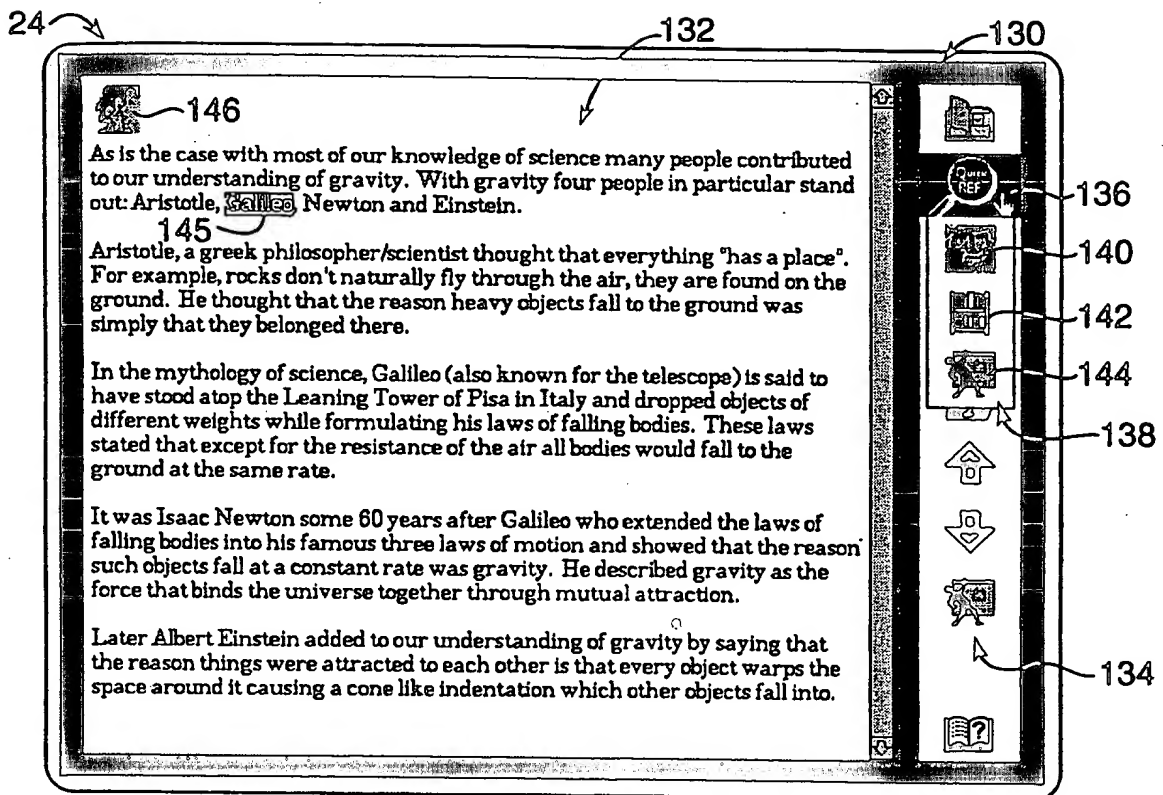 24
132
130
146
As is the case with most of our knowledge of science many people contributed
to our understanding of gravity. With gravity four people in particular stand
out: Aristotle, Galileo, Newton and Einstein.
145
QUICK
REF
136
140
142
144
138
134
Aristotle, a greek philosopher/scientist thought that everything "has a place".
For example, rocks don't naturally fly through the air, they are found on the
ground. He thought that the reason heavy objects fall to the ground was
simply that they belonged there.
In the mythology of science, Galileo (also known for the telescope) is said to
have stood atop the Leaning Tower of Pisa in Italy and dropped objects of
different weights while formulating his laws of falling bodies. These laws
stated that except for the resistance of the air all bodies would fall to the
ground at the same rate.
It was Isaac Newton some 60 years after Galileo who extended the laws of
falling bodies into his famous three laws of motion and showed that the reason
such objects fall at a constant rate was gravity. He described gravity as the
force that binds the universe together through mutual attraction.
Later Albert Einstein added to our understanding of gravity by saying that
the reason things were attracted to each other is that every object warps the
space around it causing a cone like indentation which other objects fall into.
?